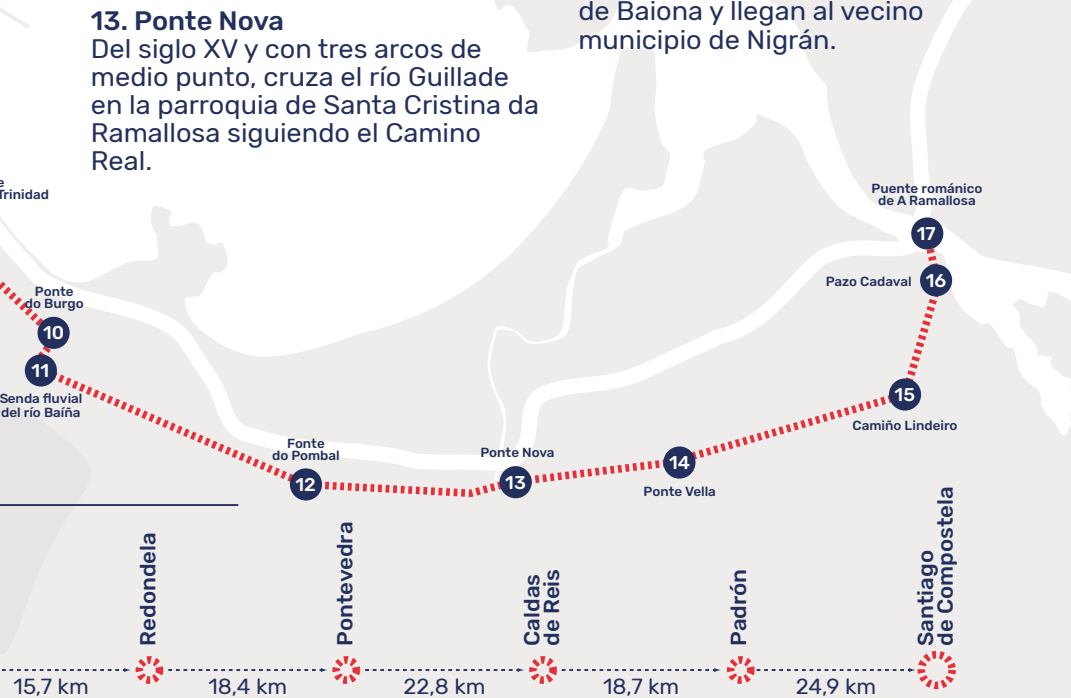 13. Ponte Nova
Del siglo XV y con tres arcos de
medio punto, cruza el río Guillade
en la parroquia de Santa Cristina da
Ramallosa siguiendo el Camino
Real.
de Baiona y llegan al vecino
municipio de Nigrán.
Trinidad
Ponte
do Burgo
10
11
Senda fluvial
del río Baíña
Fonte
do Pombal
12
Ponte Nova
13
14
Ponte Vella
Puente románico
de A Ramallosa
17
Pazo Cadaval
16
15
Camiño Lindeiro
Redondela
Pontevedra
Caldas
de Reis
Padrón
Santiago
de Compostela
15,7 km
18,4 km
22,8 km
18,7 km
24,9 km